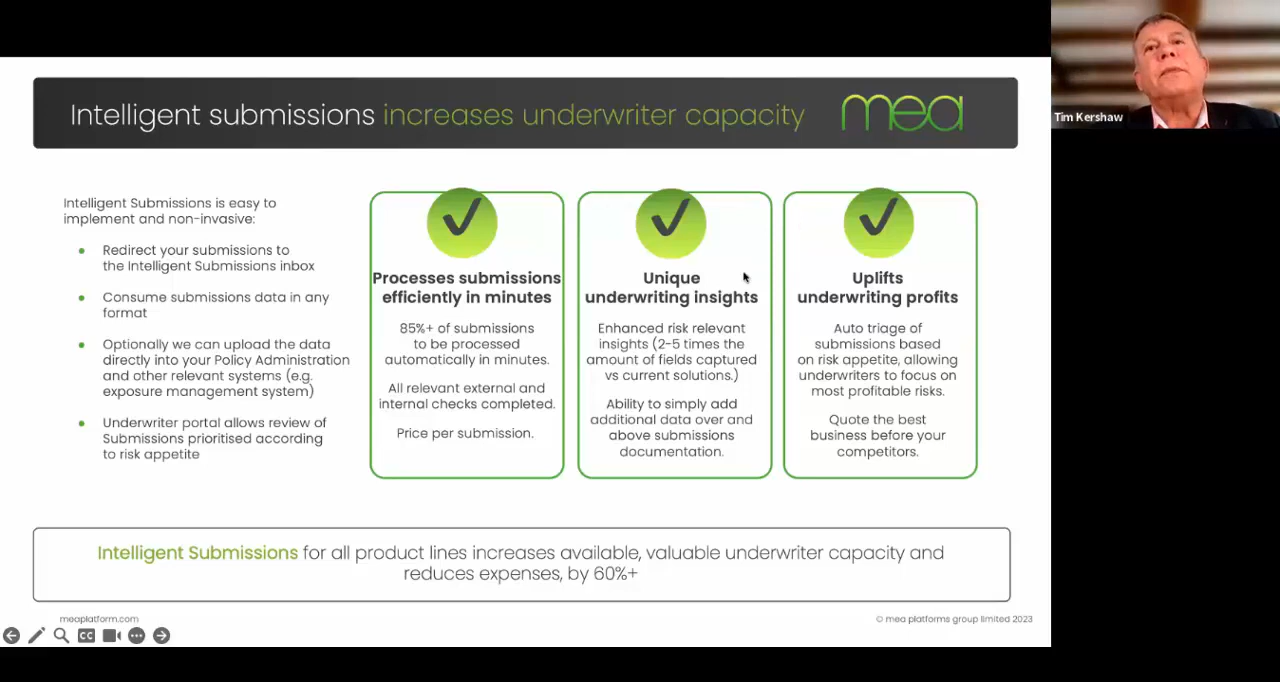 Intelligent submissions increases underwriter capacity
mea
Tim Kershaw
Intelligent Submissions is easy to
implement and non-invasive:
Redirect your submissions to
the Intelligent Submissions inbox
Consume submissions data in any
format
Optionally we can upload the data
directly into your Policy Administration
and other relevant systems (e.g.
exposure management system)
Underwriter portal allows review of
Submissions prioritised according
to risk appetite
Processes submissions
efficiently in minutes
85%+ of submissions
to be processed
automatically in minutes.
All relevant external and
internal checks completed.
Price per submission.
Unique
underwriting insights
Enhanced risk relevant
insights (2-5 times the
amount of fields captured
vs current solutions.)
Ability to simply add
additional data over and
above submissions
documentation.
Uplifts
underwriting profits
Auto triage of
submissions based
on risk appetite, allowing
underwriters to focus on
most profitable risks.
Quote the best
business before your
competitors.
Intelligent Submissions for all product lines increases available, valuable underwriter capacity and
reduces expenses, by 60%+
meaplatform.com
© mea platforms group limited 2023
CC